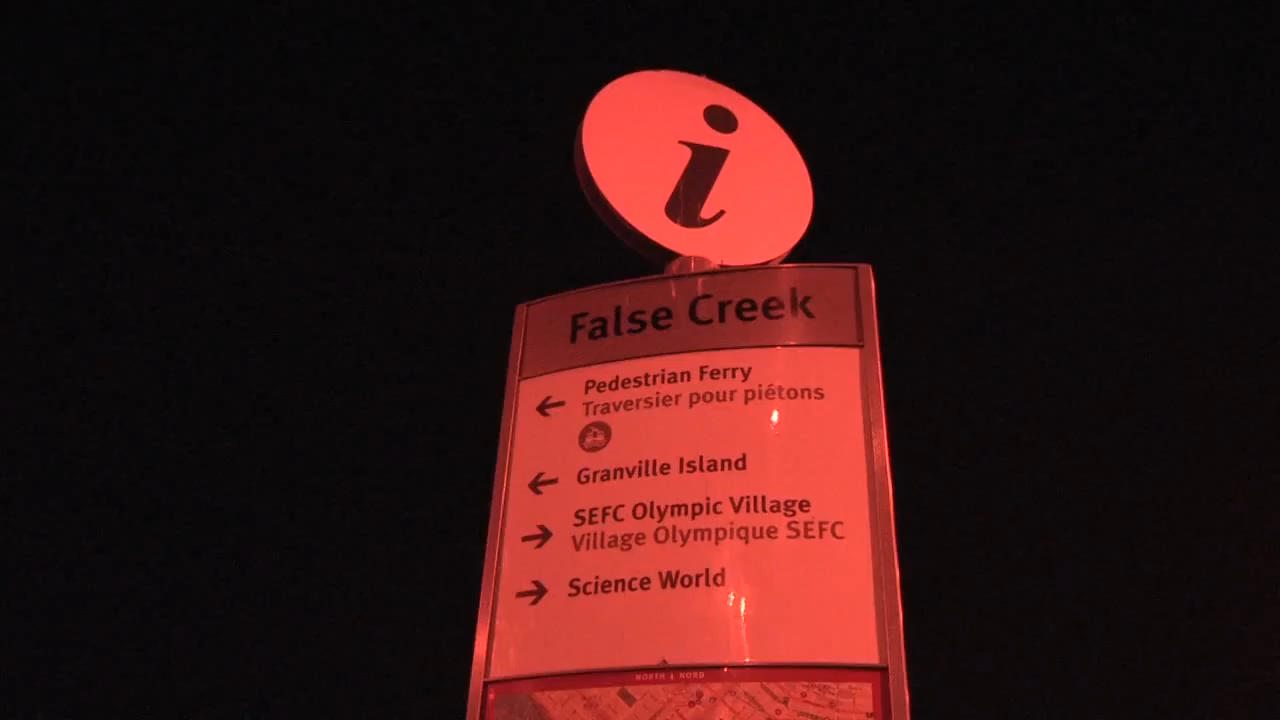 i
False Creek
← Pedestrian Ferry
Traversier pour piétons
← Granville Island
→ SEFC Olympic Village
Village Olympique SEFC
→ Science World
NORTH NORD